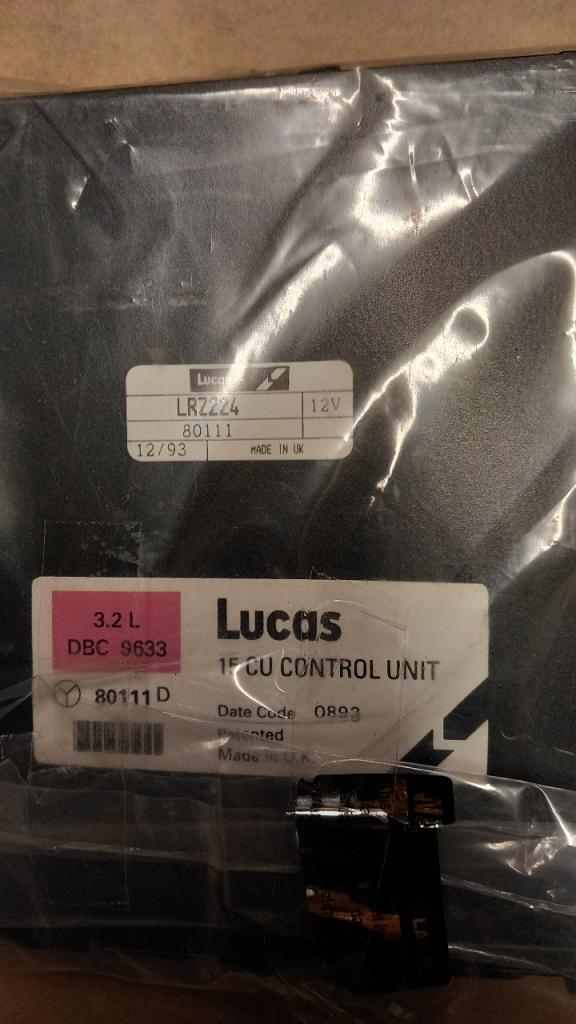 Lucas
LRZ224 12V
80111
12/93 MADE IN UK
3.2 L
DBC 9633
80111 D
Lucas
15 CU CONTROL UNIT
Date Code 0893
Patented
Made in U.K.